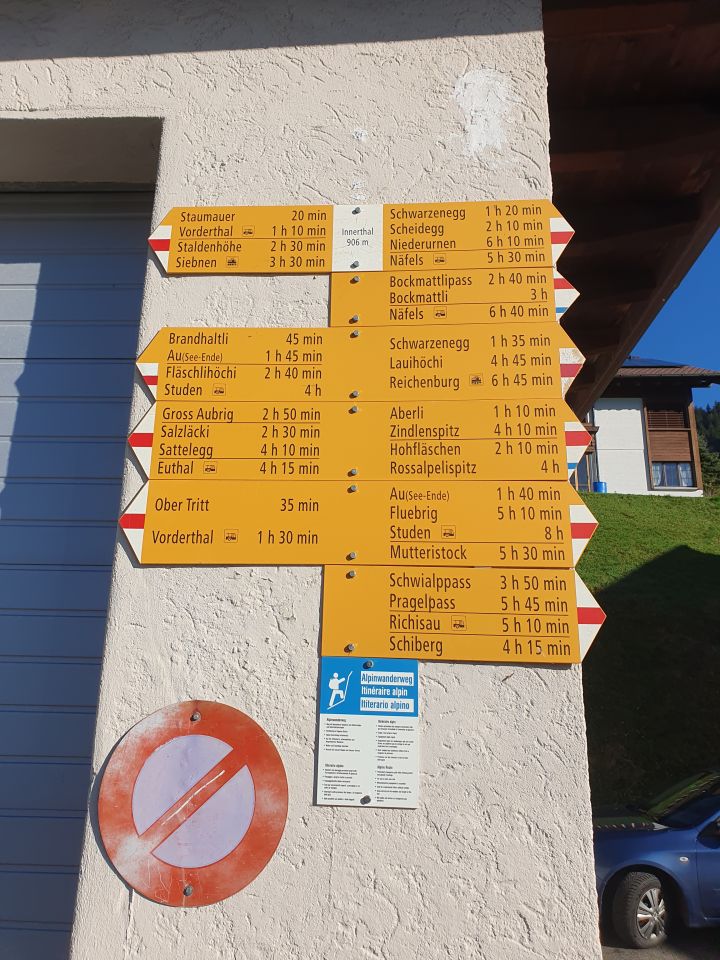 Staumauer 20 min
Vorderthal 1 h 10 min
Staldenhöhe 2 h 30 min
Siebnen 3 h 30 min
Innerthal
906 m
Schwarzenegg 1 h 20 min
Scheidegg 2 h 10 min
Niederurnen 6 h 10 min
Näfels 5 h 30 min
Bockmattlipass 2 h 40 min
Bockmattli 3 h
Näfels 6 h 40 min
Brandhaltli 45 min
Au(See-Ende) 1 h 45 min
Fläschlihöchi 2 h 40 min
Studen 4 h
Schwarzenegg 1 h 35 min
Lauihöchi 4 h 45 min
Reichenburg 6 h 45 min
Gross Aubrig 2 h 50 min
Salzläcki 2 h 30 min
Sattelegg 4 h 10 min
Euthal 4 h 15 min
Aberli 1 h 10 min
Zindlenspitz 4 h 10 min
Hohfläschen 2 h 10 min
Rossalpelispitz 4 h
Ober Tritt 35 min
Vorderthal 1 h 30 min
Au(See-Ende) 1 h 40 min
Fluebrig 5 h 10 min
Studen 8 h
Mutteristock 5 h 30 min
Schwialppass 3 h 50 min
Pragelpass 5 h 45 min
Richisau 5 h 10 min
Schiberg 4 h 15 min
Alpinwanderweg
Itinéraire alpin
Ititerario alpino